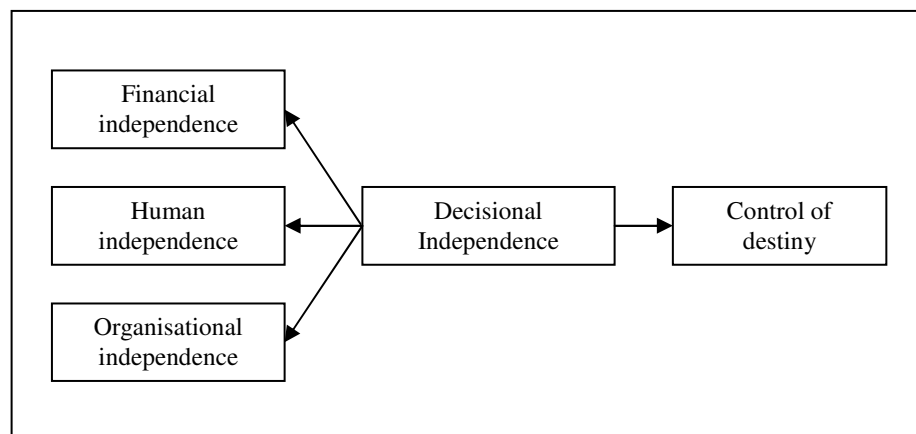 Financial
independence
Human
independence
Decisional
Independence
Control of
destiny
Organisational
independence